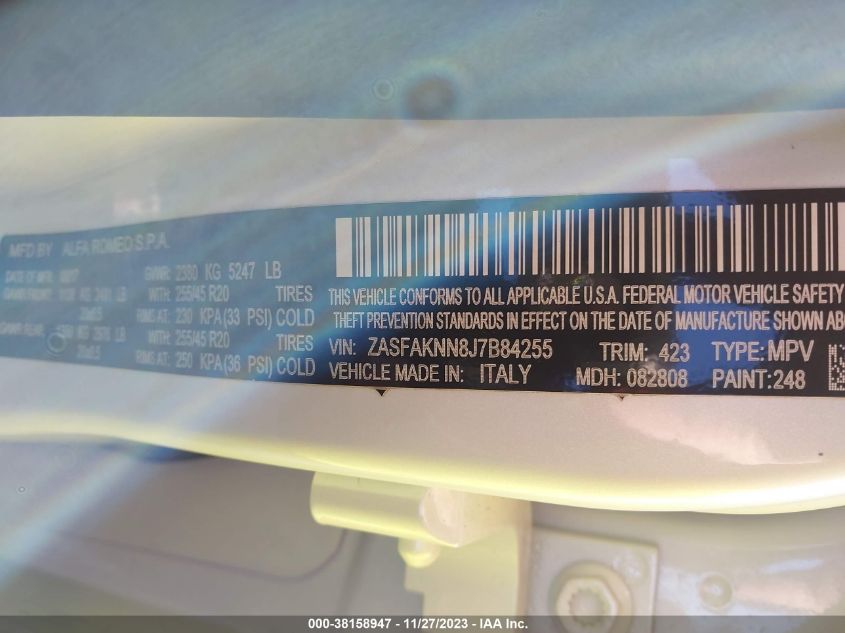 MFD BY ALFA ROMEO S.P.A.
DATE OF MFD
GVWR: 2380 KG 5247 LB
WITH: 255/45 R20 TIRES
RIMS AT: 230 KPA (33 PSI) COLD
WITH: 255/45 R20 TIRES
RIMS AT: 250 KPA (36 PSI) COLD
THIS VEHICLE CONFORMS TO ALL APPLICABLE U.S.A. FEDERAL MOTOR VEHICLE SAFETY
THEFT PREVENTION STANDARDS IN EFFECT ON THE DATE OF MANUFACTURE SHOWN
VIN: ZASFAKNN8J7B84255 TRIM: 423 TYPE: MPV
VEHICLE MADE IN: ITALY MDH: 082808 PAINT: 248
000-38158947 - 11/27/2023 - IAA Inc.